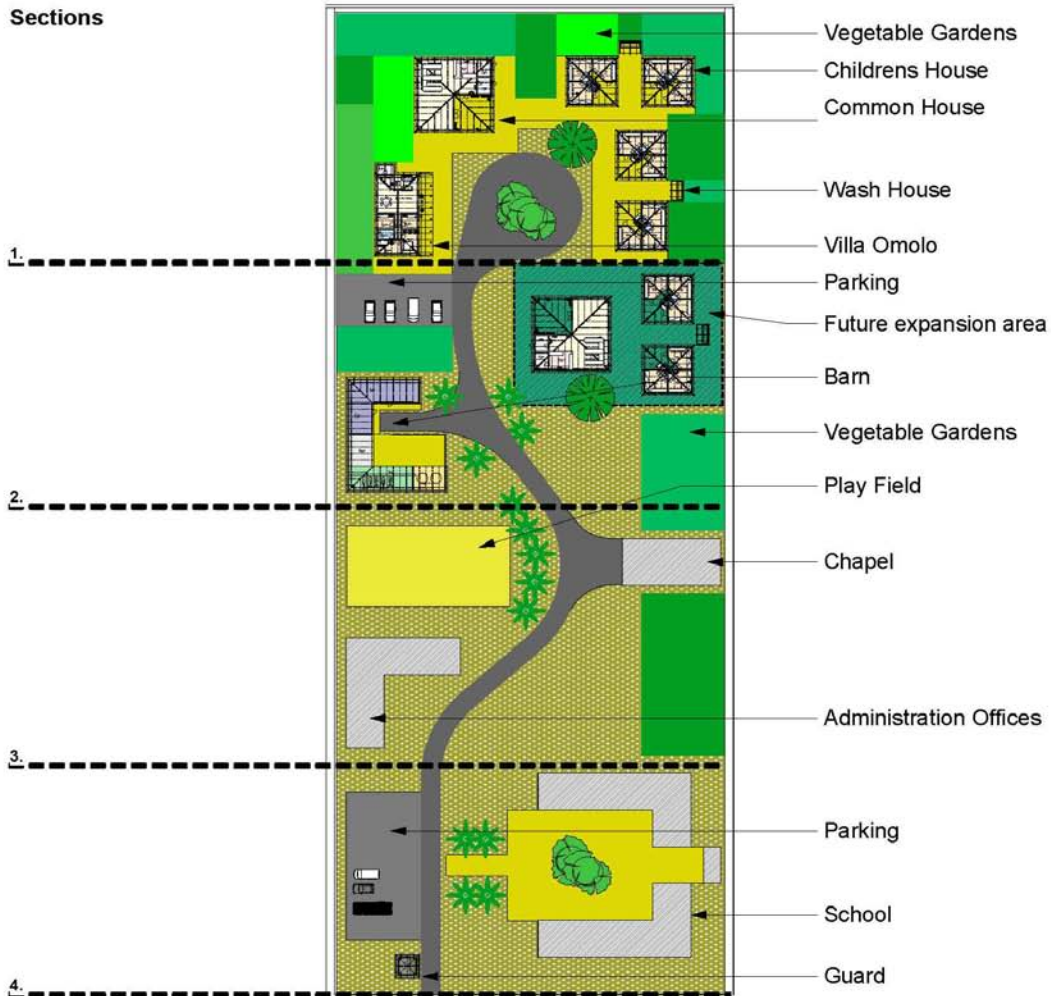 Sections
Vegetable Gardens
Childrens House
Common House
Wash House
Villa Omolo
1.
Parking
Future expansion area
Barn
Vegetable Gardens
Play Field
2.
Chapel
Administration Offices
3.
Parking
School
Guard
4.